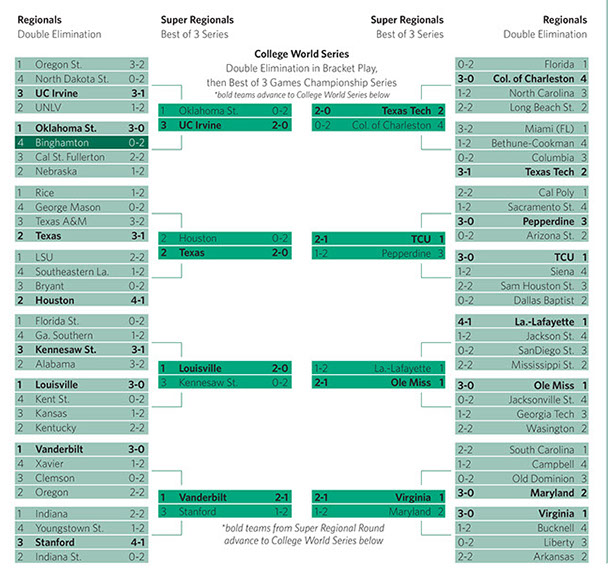 Regionals
Double Elimination
1 Oregon St. 3-2
4 North Dakota St. 0-2
3 UC Irvine 3-1
2 UNLV 1-2
1 Oklahoma St. 3-0
4 Binghamton 0-2
3 Cal St. Fullerton 2-2
2 Nebraska 1-2
1 Rice 1-2
4 George Mason 0-2
3 Texas A&M 3-2
2 Texas 3-1
1 LSU 2-2
4 Southeastern La. 1-2
3 Bryant 0-2
2 Houston 4-1
1 Florida St. 0-2
4 Ga. Southern 1-2
3 Kennesaw St. 3-1
2 Alabama 3-2
1 Louisville 3-0
4 Kent St. 0-2
3 Kansas 1-2
2 Kentucky 2-2
1 Vanderbilt 3-0
4 Xavier 1-2
3 Clemson 0-2
2 Oregon 2-2
1 Indiana 2-2
4 Youngstown St. 1-2
3 Stanford 4-1
2 Indiana St. 0-2
Super Regionals
Best of 3 Series
1 Oklahoma St. 0-2
3 UC Irvine 2-0
2 Houston 0-2
2 Texas 2-0
1 Louisville 2-0
3 Kennesaw St. 0-2
1 Vanderbilt 2-1
3 Stanford 1-2
College World Series
Double Elimination in Bracket Play,
then Best of 3 Games Championship Series
*bold teams advance to College World Series below
Super Regionals
Best of 3 Series
2-0 Texas Tech 2
0-2 Col. of Charleston 4
2-1 TCU 1
1-2 Pepperdine 3
1-2 La.-Lafayette 1
2-1 Ole Miss 1
2-1 Virginia 1
1-2 Maryland 2
*bold teams from Super Regional Round
advance to College World Series below
Regionals
Double Elimination
0-2 Florida 1
3-0 Col. of Charleston 4
1-2 North Carolina 3
2-2 Long Beach St. 2
3-2 Miami (FL) 1
1-2 Bethune-Cookman 4
0-2 Columbia 3
3-1 Texas Tech 2
2-2 Cal Poly 1
1-2 Sacramento St. 4
3-0 Pepperdine 3
0-2 Arizona St. 2
3-0 TCU 1
1-2 Siena 4
2-2 Sam Houston St. 3
0-2 Dallas Baptist 2
4-1 La.-Lafayette 1
1-2 Jackson St. 4
0-2 SanDiego St. 3
2-2 Mississippi St. 2
3-0 Ole Miss 1
0-2 Jacksonville St. 4
1-2 Georgia Tech 3
2-2 Wasington 2
2-2 South Carolina 1
1-2 Campbell 4
0-2 Old Dominion 3
3-0 Maryland 2
3-0 Virginia 1
1-2 Bucknell 4
0-2 Liberty 3
2-2 Arkansas 2